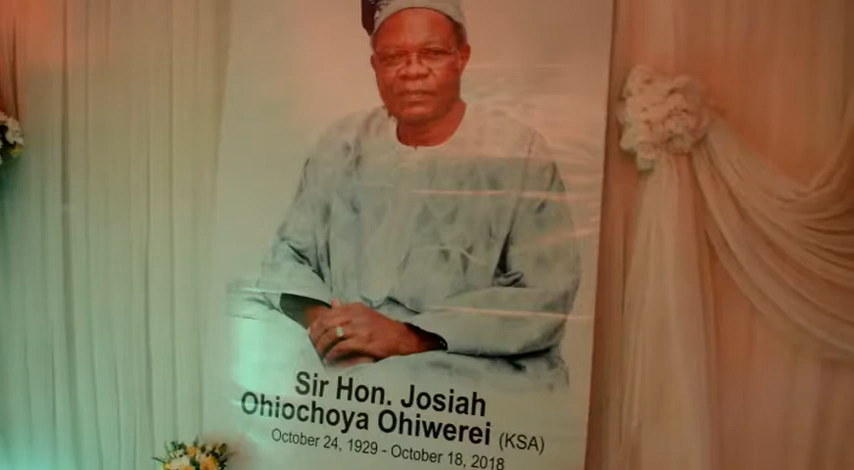 Sir Hon. Josiah
Ohiochoya Ohiwerei (KSA)
October 24, 1929 - October 18, 2018